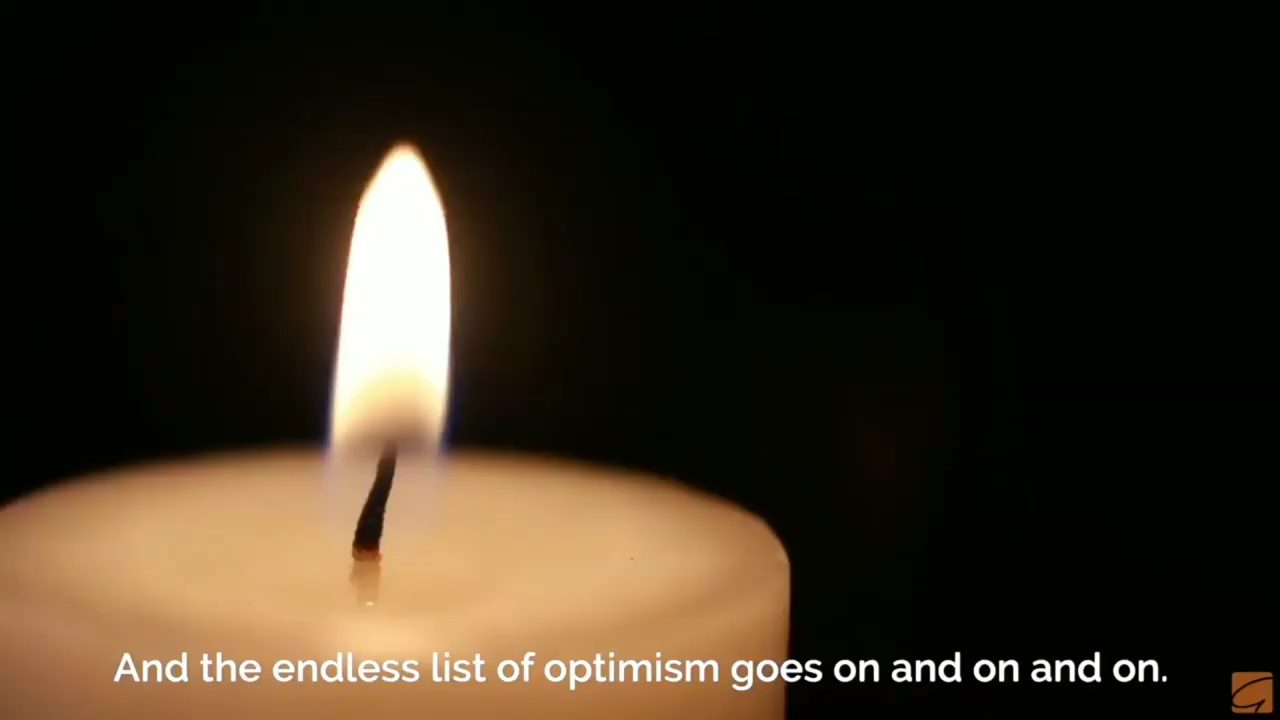 And the endless list of optimism goes on and on and on.